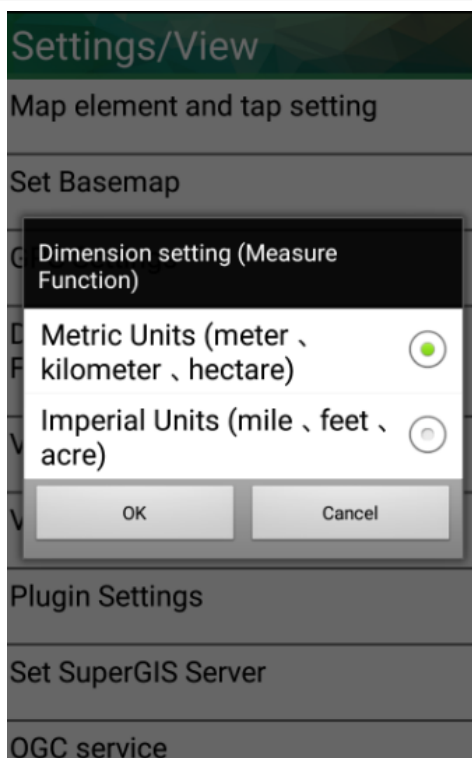 Settings/View
Map element and tap setting
Set Basemap
G
Dimension setting (Measure
Function)
D
F
Metric Units (meter 、
kilometer 、 hectare)
Imperial Units (mile 、 feet 、
acre)
V
OK
Cancel
V
Plugin Settings
Set SuperGIS Server
OGC service